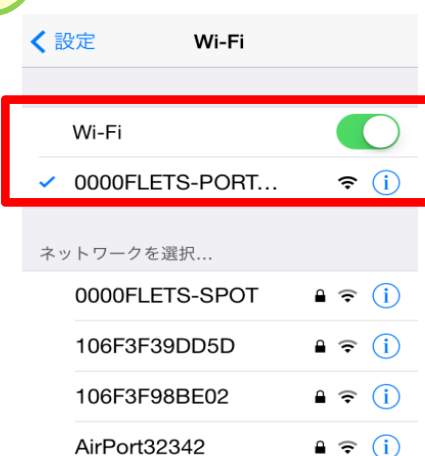 設定 Wi-Fi
Wi-Fi
0000FLETS-PORT...
ネットワークを選択...
0000FLETS-SPOT
106F3F39DD5D
106F3F98BE02
AirPort32342